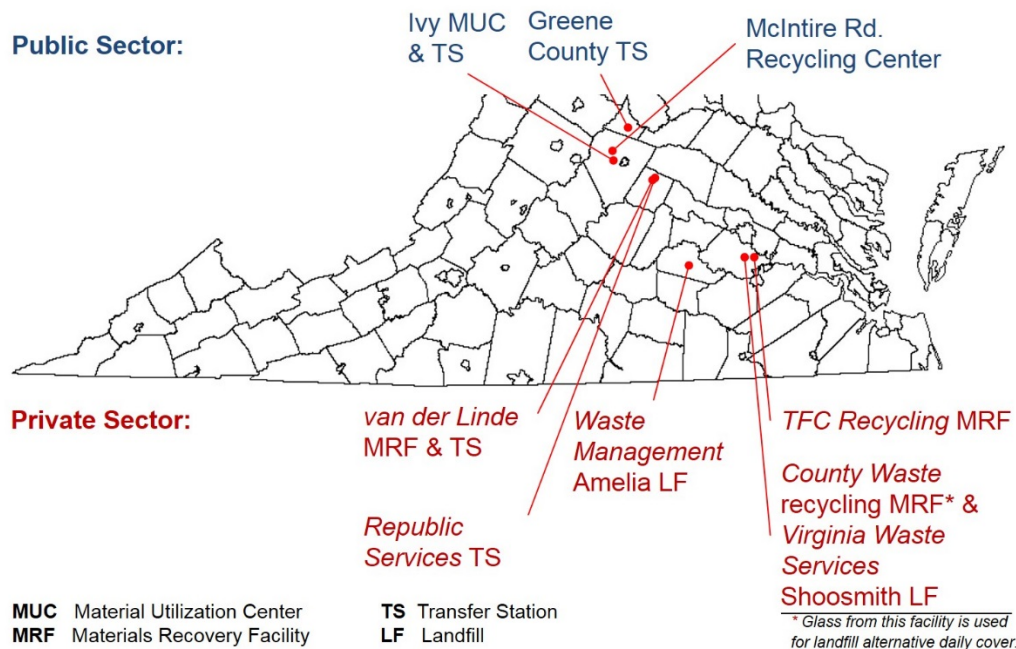 Public Sector:
Ivy MUC
& TS
Greene
County TS
McIntire Rd.
Recycling Center
Private Sector:
van der Linde
MRF & TS
Republic
Services TS
Waste
Management
Amelia LF
TFC Recycling MRF
County Waste
recycling MRF* &
Virginia Waste
Services
Shoosmith LF
* Glass from this facility is used
for landfill alternative daily cover.
MUC Material Utilization Center
MRF Materials Recovery Facility
TS Transfer Station
LF Landfill